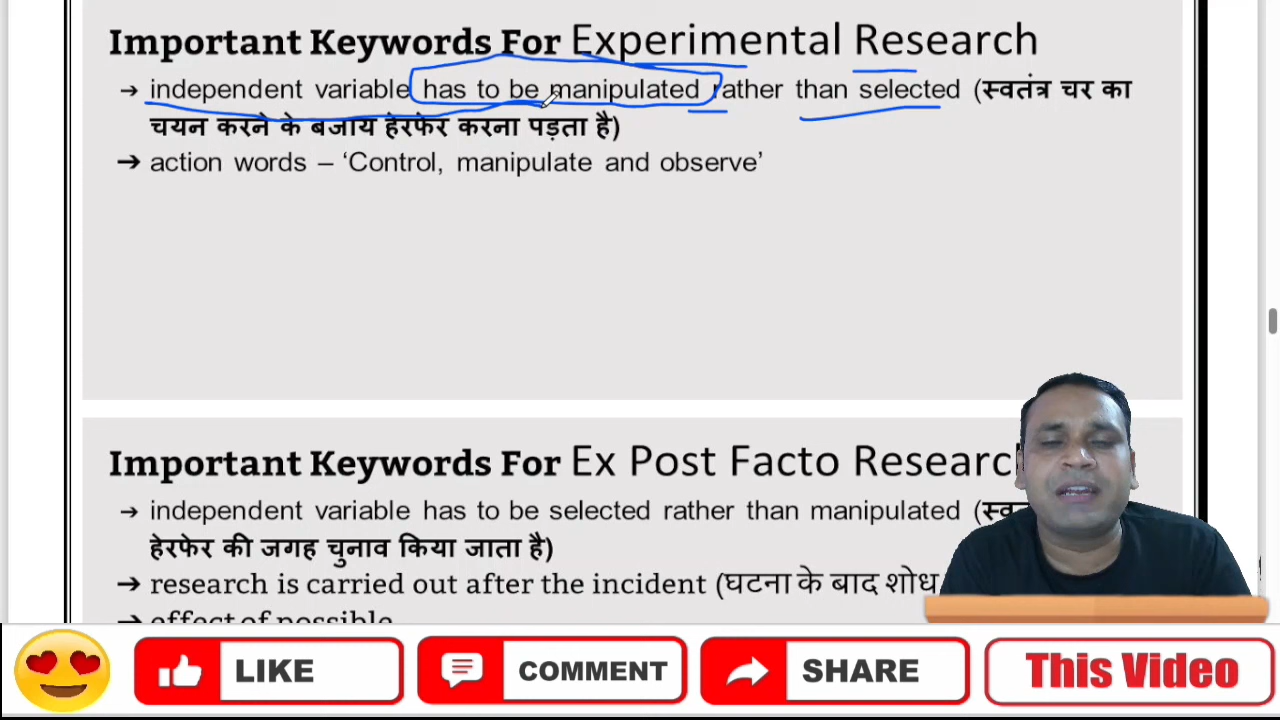 Important Keywords For Experimental Research
→ independent variable has to be manipulated rather than selected (स्वतंत्र चर का
चयन करने के बजाय हेरफेर करना पड़ता है)
→ action words – ‘Control, manipulate and observe’
Important Keywords For Ex Post Facto Researc
→ independent variable has to be selected rather than manipulated (
हेरफेर की जगह चुनाव किया जाता है)
→ research is carried out after the incident (घटना के बाद शोध
→ effect of possible
LIKE
COMMENT
SHARE
This Video